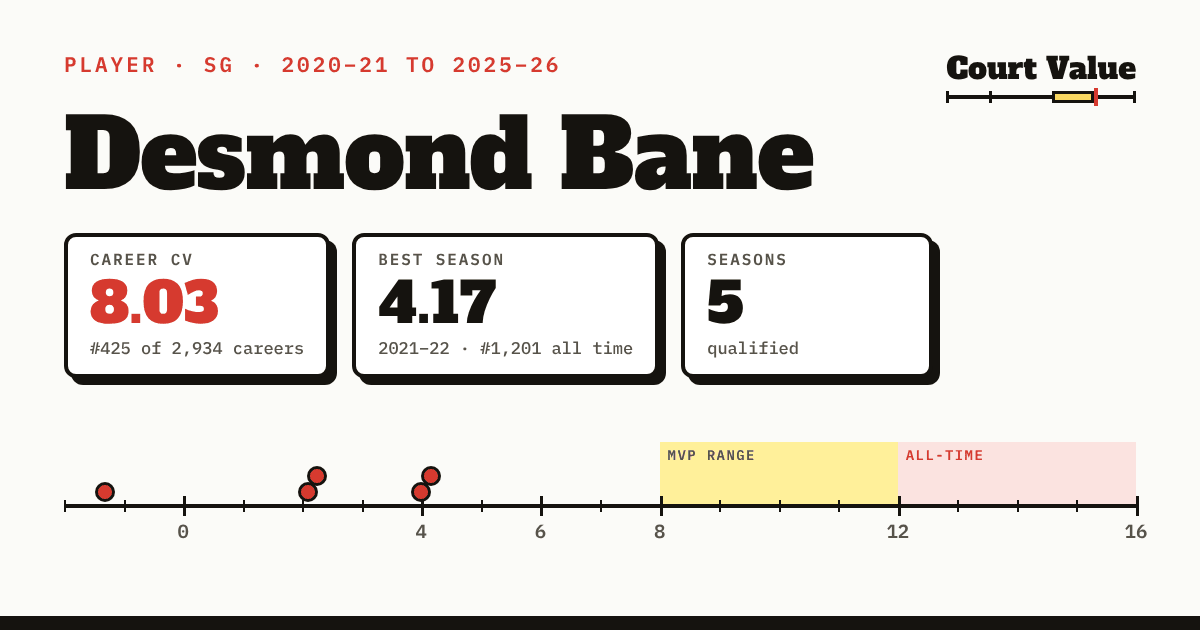 PLAYER · SG · 2020–21 TO 2025–26
Court Value
Desmond Bane
CAREER CV
8.03
#425 of 2,934 careers
BEST SEASON
4.17
2021–22 · #1,201 all time
SEASONS
5
qualified
MVP RANGE
ALL-TIME
0 4 6 8 12 16